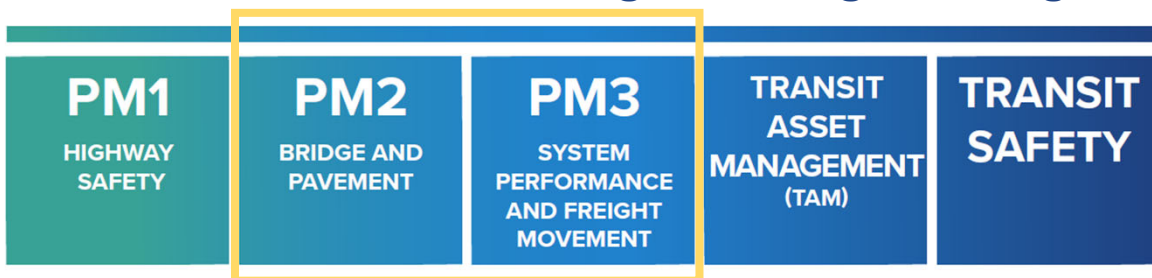 PM1
HIGHWAY
SAFETY
PM2
BRIDGE AND
PAVEMENT
PM3
SYSTEM
PERFORMANCE
AND FREIGHT
MOVEMENT
TRANSIT
ASSET
MANAGEMENT
(TAM)
TRANSIT
SAFETY